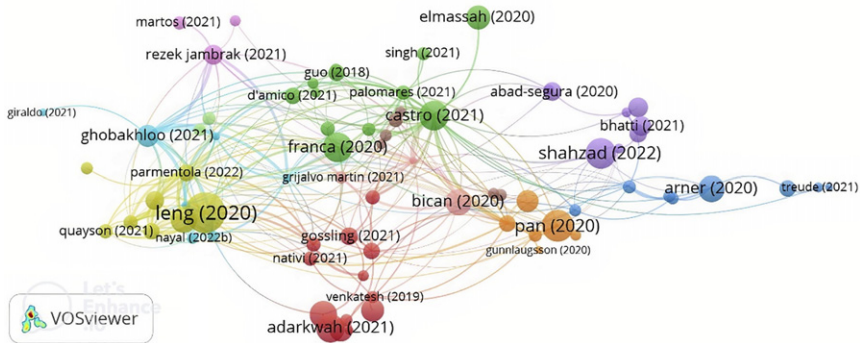 elmassah (2020)
martos (2021)
rezek jambrak (2021)
singh (2021)
guo (2018)
d'amico (2021)
palomares (2021)
abad-segura (2020)
giraldo (2021)
castro (2021)
bhatti (2021)
ghobakhloo (2021)
franca (2020)
shahzad (2022)
parmentola (2022)
grijalvo martin (2021)
arner (2020)
treude (2021)
bican (2020)
leng (2020)
pan (2020)
quayson (2021)
nayal (2022b)
gossling (2021)
gunnlaugsson (2020)
nativi (2021)
venkatesh (2019)
adarkwah (2021)
Let's
Enhance
VOSviewer